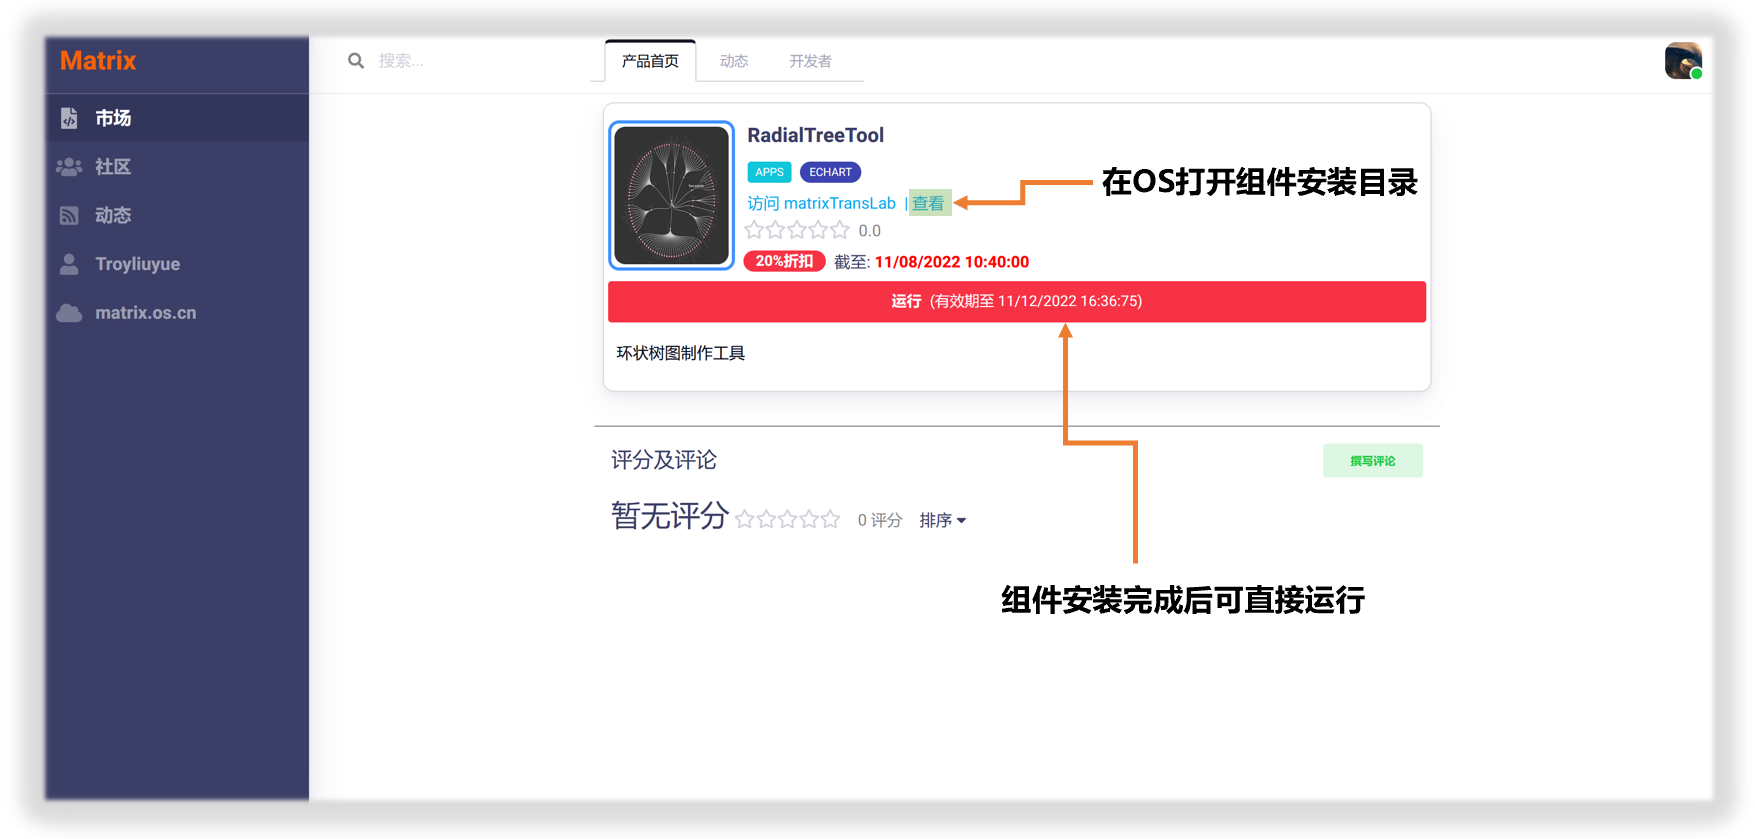 Matrix
搜索...
产品首页
动态
开发者
市场
社区
动态
Troyliuyue
matrix.os.cn
RadialTreeTool
APPS
ECHART
访问 matrixTransLab | 查看
在OS打开组件安装目录
0.0
20%折扣 截至: 11/08/2022 10:40:00
运行 (有效期至 11/12/2022 16:36:75)
环状树图制作工具
评分及评论
撰写评论
暂无评分
0 评分
排序
组件安装完成后可直接运行